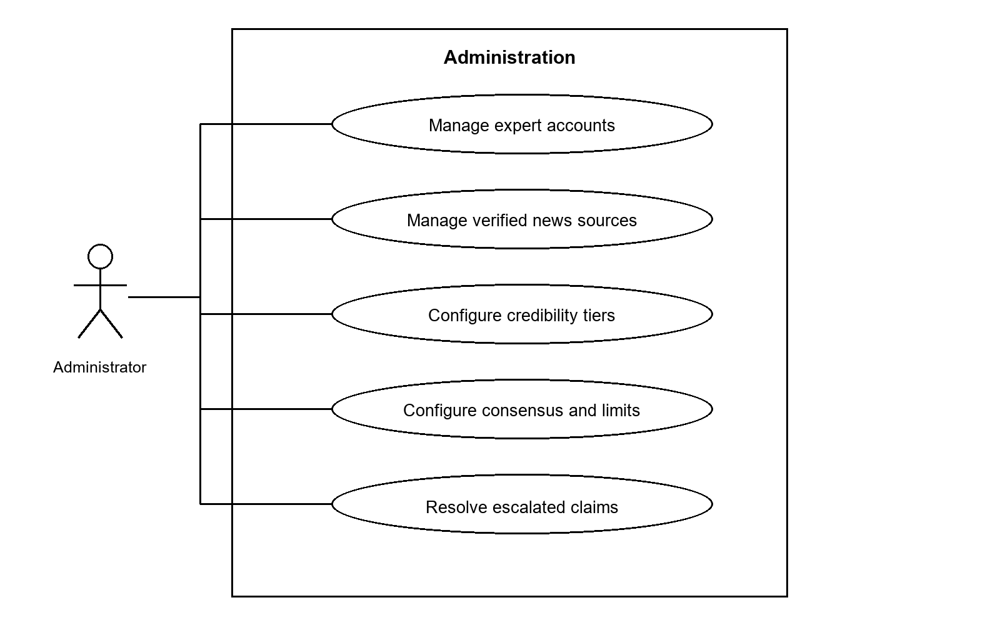 Administration
Manage expert accounts
Manage verified news sources
Configure credibility tiers
Administrator
Configure consensus and limits
Resolve escalated claims